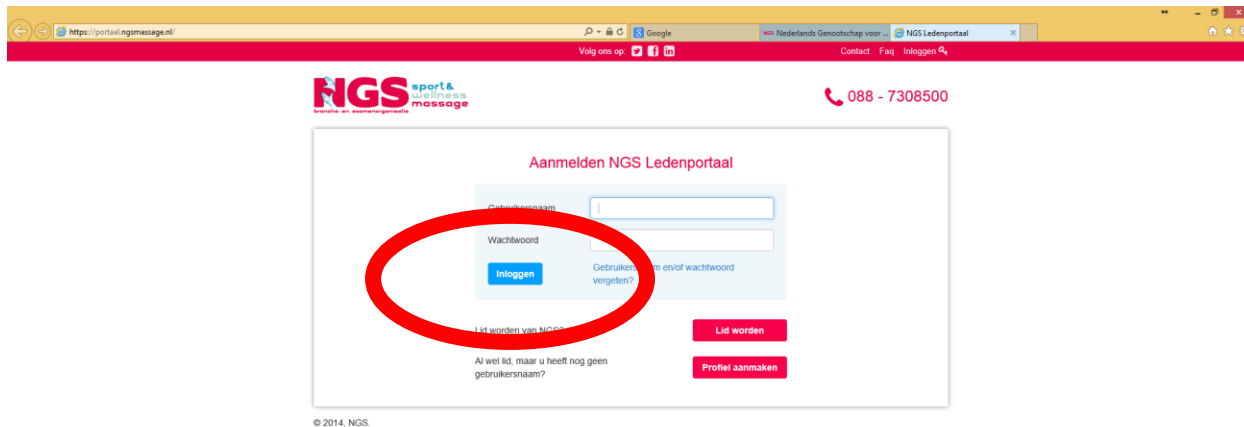 https://portaal.ngsmassage.nl/
Google
NGS Nederlands Genootschap voor ...
NGS Ledenportaal
Volg ons op:
Contact Faq Inloggen
NGS sport &
wellness
massage
branche- en examenorganisatie
088 - 7308500
Aanmelden NGS Ledenportaal
Gebruikersnaam
Wachtwoord
Inloggen
Gebruikers m en/of wachtwoord
vergeten?
Lid worden van NGS?
Lid worden
Al wel lid, maar u heeft nog geen
gebruikersnaam?
Profiel aanmaken
© 2014, NGS.